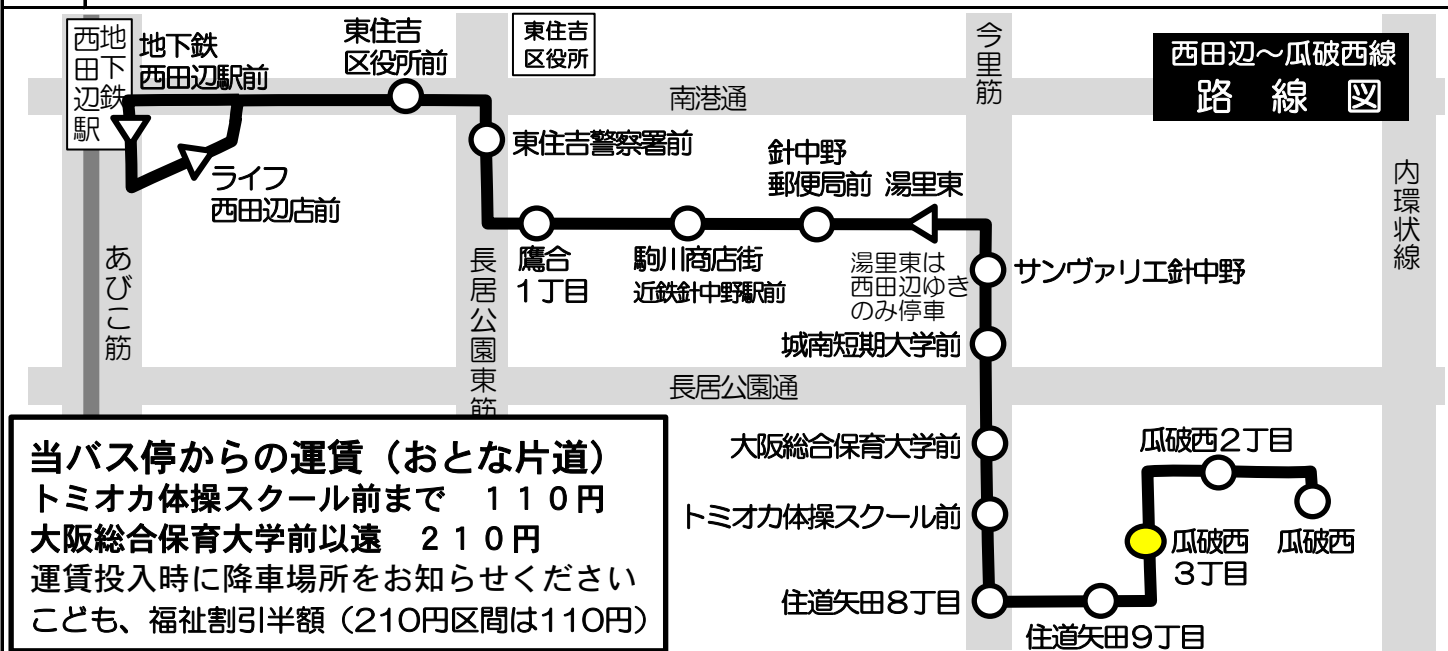 西田辺~瓜破西線
路線図
地下鉄
西田辺駅
地下鉄
西田辺駅前
東住吉
区役所前
東住吉
区役所
今里筋
南港通
東住吉警察署前
針中野
郵便局前
湯里東
ライフ
西田辺店前
内環状線
あびこ筋
長居公園東筋
鷹合
1丁目
駒川商店街
近鉄針中野駅前
湯里東は
西田辺ゆき
のみ停車
サンヴァリエ針中野
城南短期大学前
長居公園通
大阪総合保育大学前
瓜破西2丁目
トミオカ体操スクール前
瓜破西
3丁目
瓜破西
住道矢田8丁目
住道矢田9丁目
当バス停からの運賃(おとな片道)
トミオカ体操スクール前まで 110円
大阪総合保育大学前以遠 210円
運賃投入時に降車場所をお知らせください
こども、福祉割引半額(210円区間は110円)